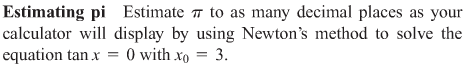 Estimating pi Estimate π to as many decimal places as your
calculator will display by using Newton's method to solve the
equation tan x = 0 with x₀ = 3.